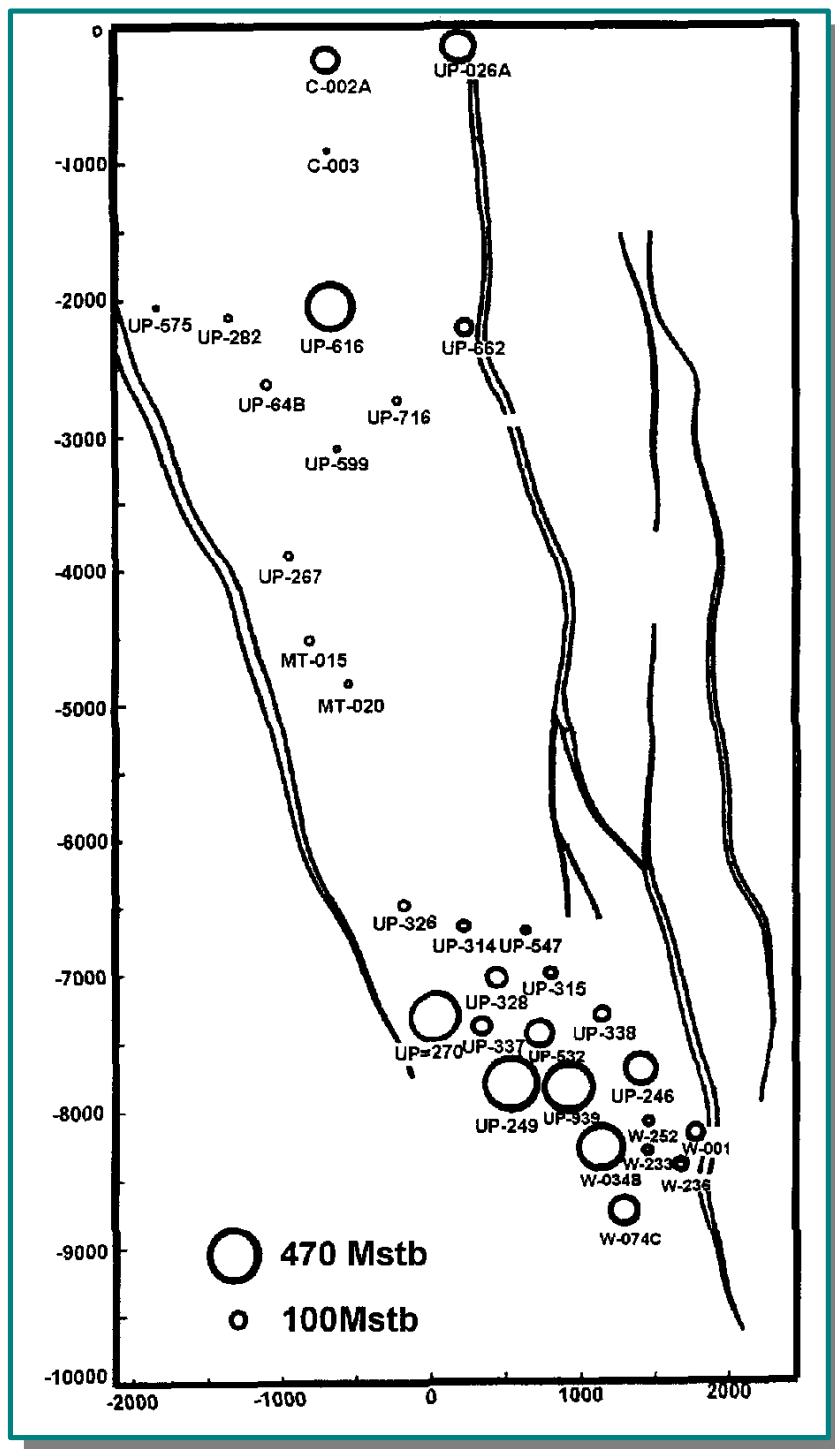 0
UP-026A
C-002A
-1000
C-003
-2000
UP-575
UP-282
UP-616
UP-662
UP-64B
UP-716
-3000
UP-599
-4000
UP-267
MT-015
MT-020
-5000
-6000
UP-326
UP-314
UP-547
-7000
UP-328
UP-315
UP=270
UP-337
UP-532
UP-338
UP-246
-8000
UP-249
UP-939
W-252
W-001
W-233
W-034B
W-236
W-074C
-9000
470 Mstb
100Mstb
-10000
-2000
-1000
0
1000
2000